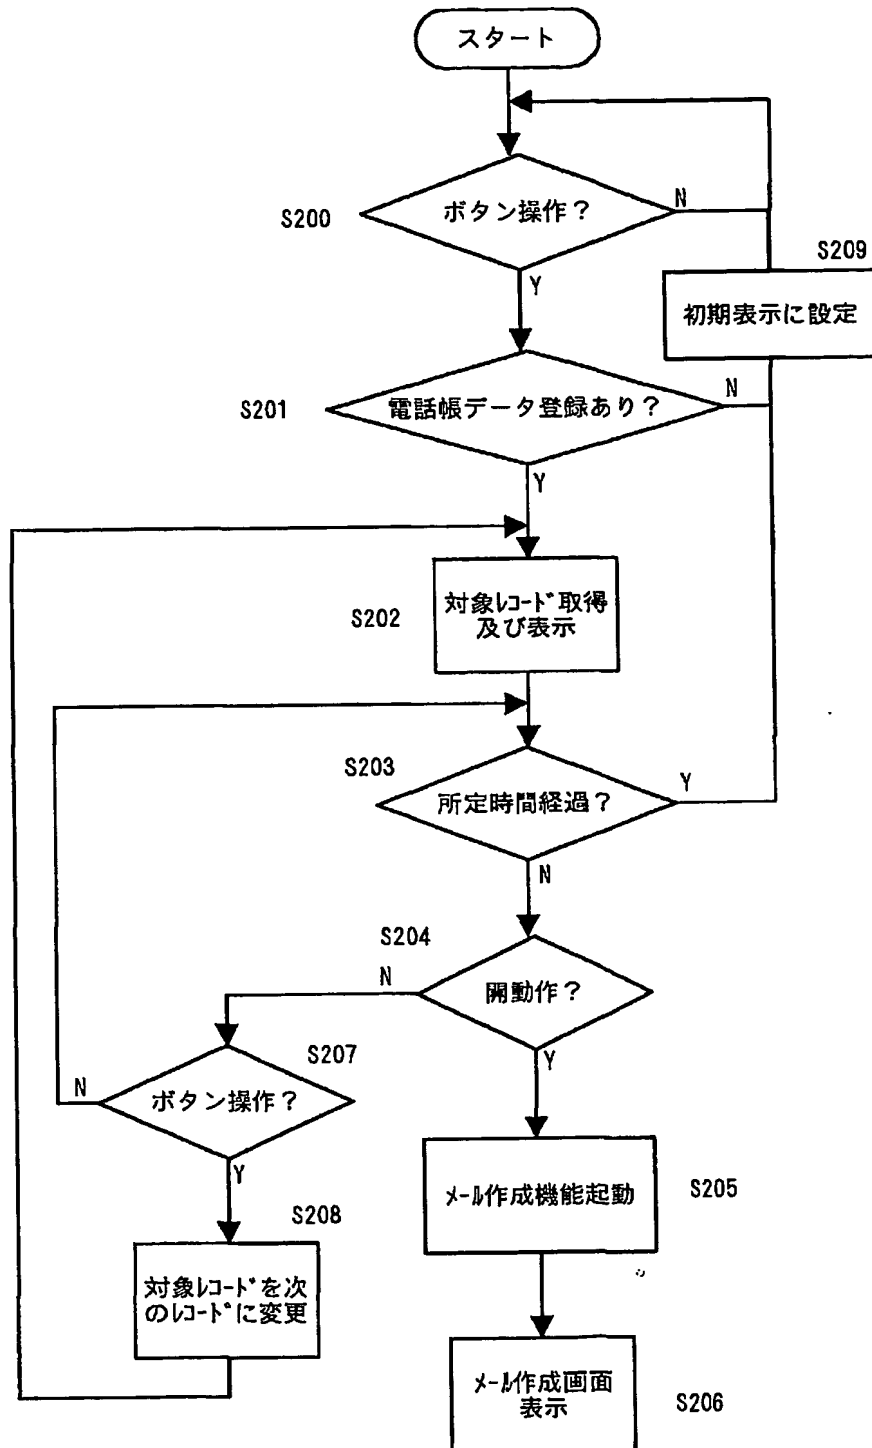 スタート
S200
ボタン操作？
N
Y
S209
初期表示に設定
S201
電話帳データ登録あり？
N
Y
S202
対象ﾚｺｰﾄﾞ取得
及び表示
S203
所定時間経過？
Y
N
S204
開動作？
N
Y
S207
ボタン操作？
N
Y
S205
ﾒｰﾙ作成機能起動
S208
対象ﾚｺｰﾄﾞを次
のﾚｺｰﾄﾞに変更
S206
ﾒｰﾙ作成画面
表示